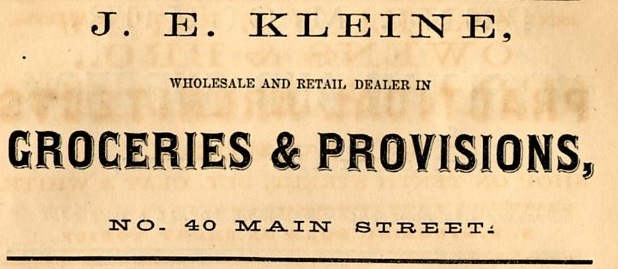 J. E. KLEINE,
WHOLESALE AND RETAIL DEALER IN
GROCERIES & PROVISIONS,
NO. 40 MAIN STREET.